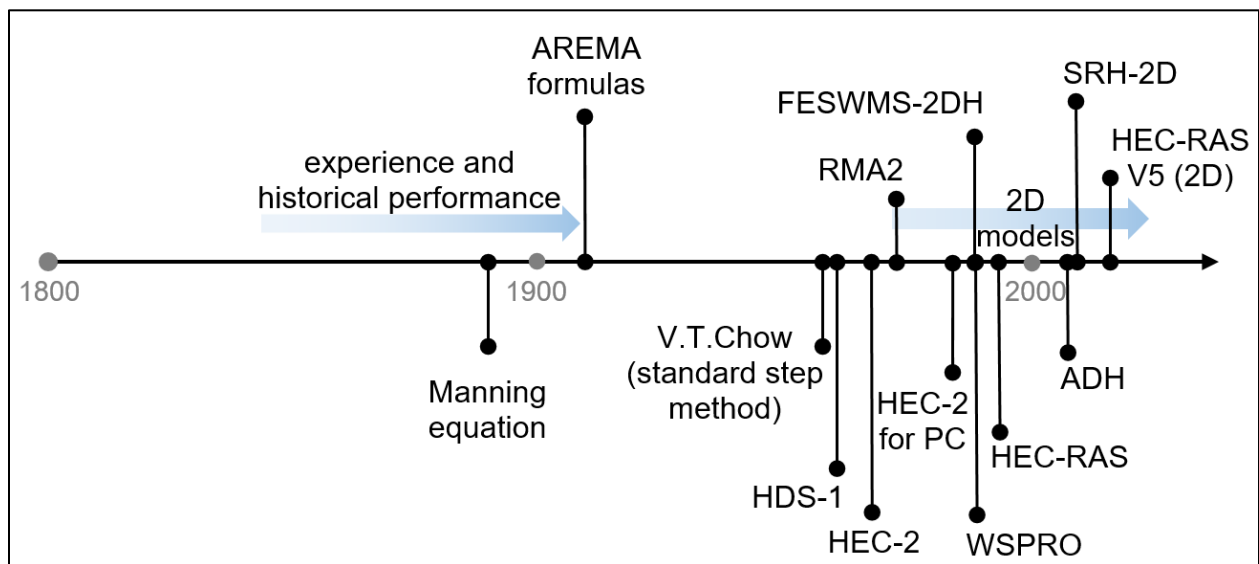 AREMA
formulas
SRH-2D
FESWMS-2DH
HEC-RAS
V5 (2D)
experience and
historical performance
RMA2
2D
models
1800
1900
2000
V.T.Chow
(standard step
method)
Manning
equation
HEC-2
for PC
ADH
HEC-RAS
HDS-1
HEC-2
WSPRO